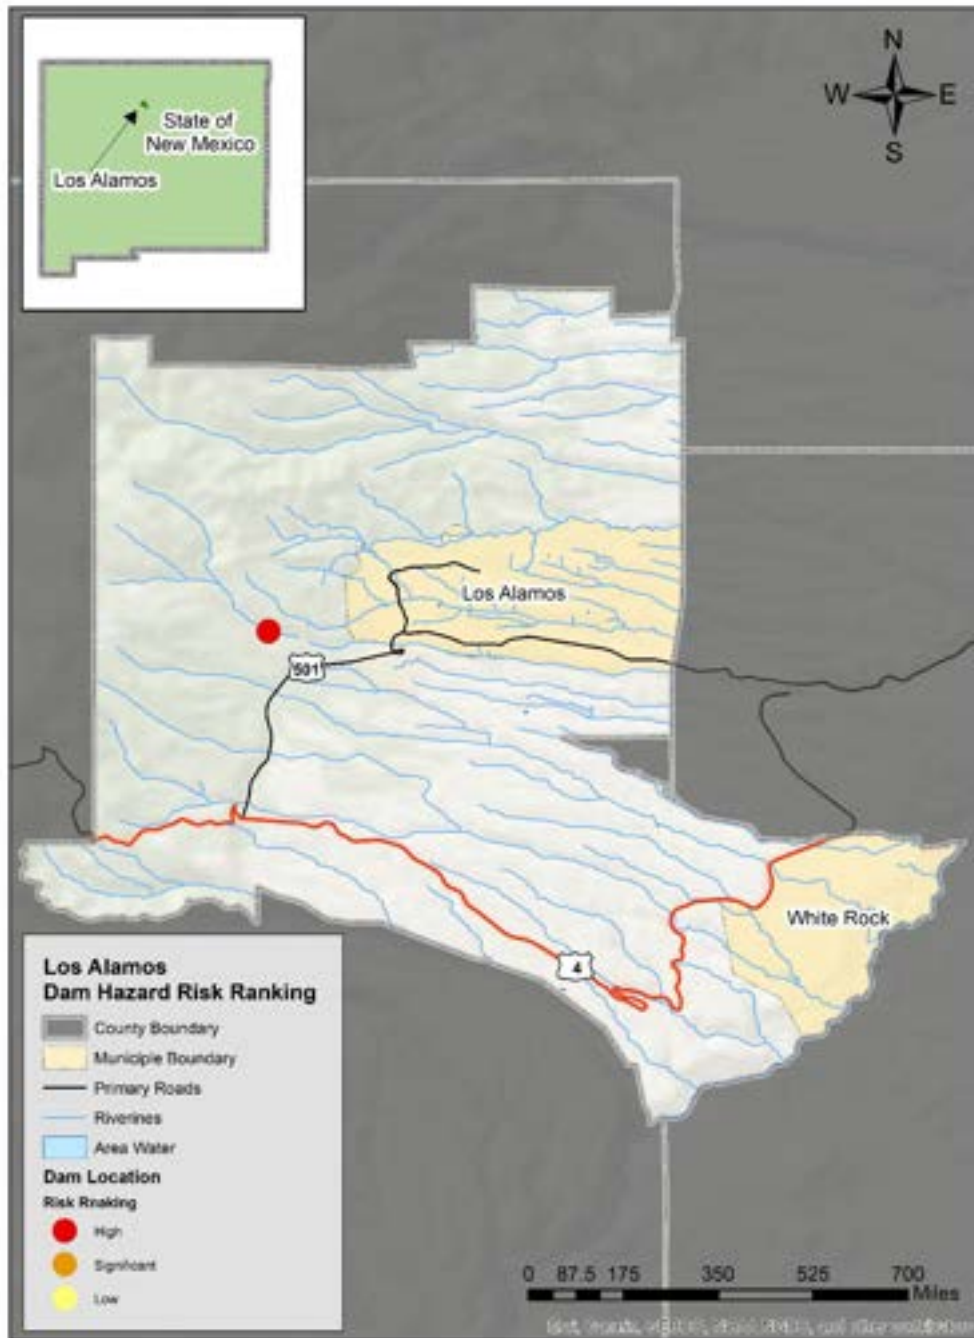 State of
New Mexico
Los Alamos
N
W E
S
Los Alamos
501
4
White Rock
Los Alamos
Dam Hazard Risk Ranking
County Boundary
Municiple Boundary
Primary Roads
Riverines
Area Water
Dam Location
Risk Rnaking
High
Significant
Low
0 87.5 175 350 525 700
Miles